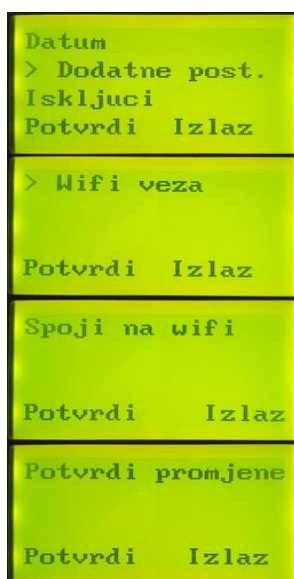 Datum
> Dodatne post.
Iskljuci
Potvrdi Izlaz
> Wifi veza
Potvrdi Izlaz
Spoji na wifi
Potvrdi Izlaz
Potvrdi promjene
Potvrdi Izlaz